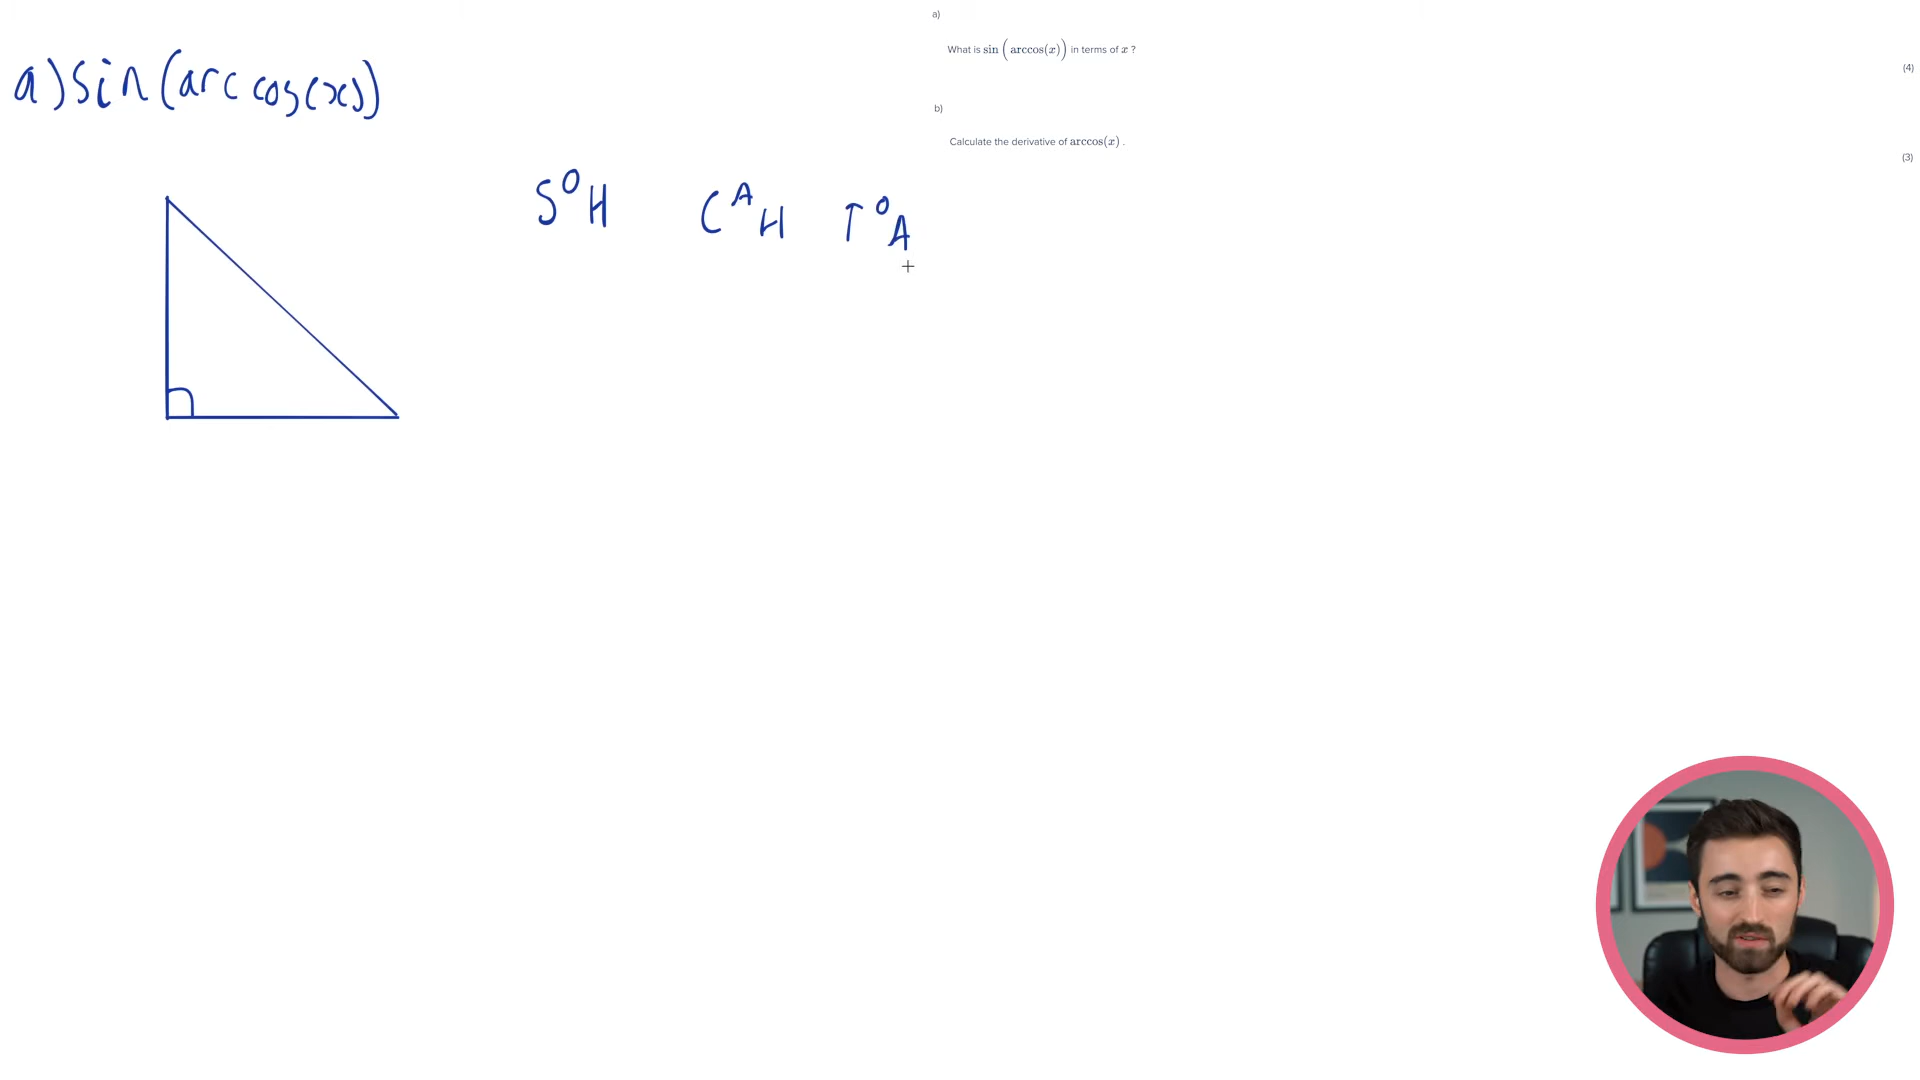 a)
What is sin (arccos(x)) in terms of x ?
(4)
b)
Calculate the derivative of arccos(x) .
(3)
a) sin(arccos(x))
S O H   C A H   T O A